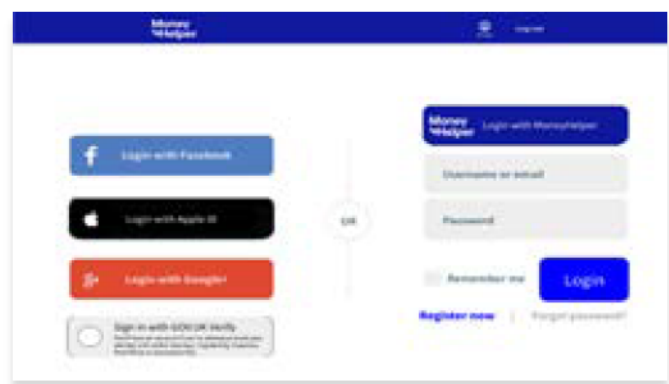 Money
Helper
Login with Facebook
Login with Apple ID
Login with Google+
Sign in with GOV.UK Verify
OR
Money
Helper
Login with MoneyHelper
Username or email
Password
Remember me
Login
Register now | Forgot password?